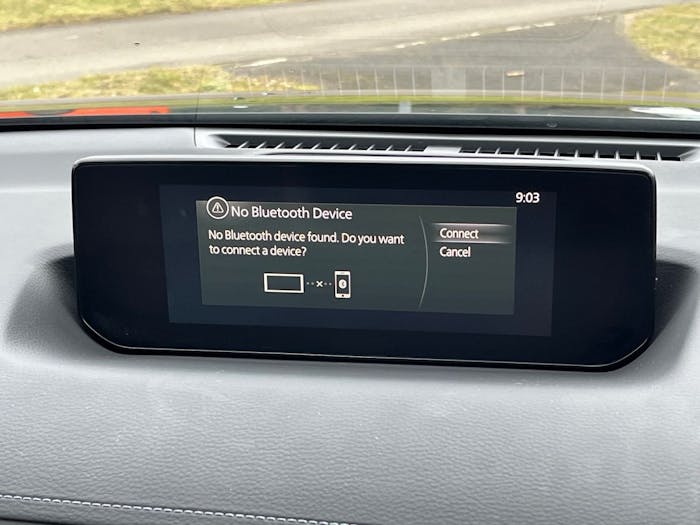 9:03
No Bluetooth Device
No Bluetooth device found. Do you want
to connect a device?
Connect
Cancel